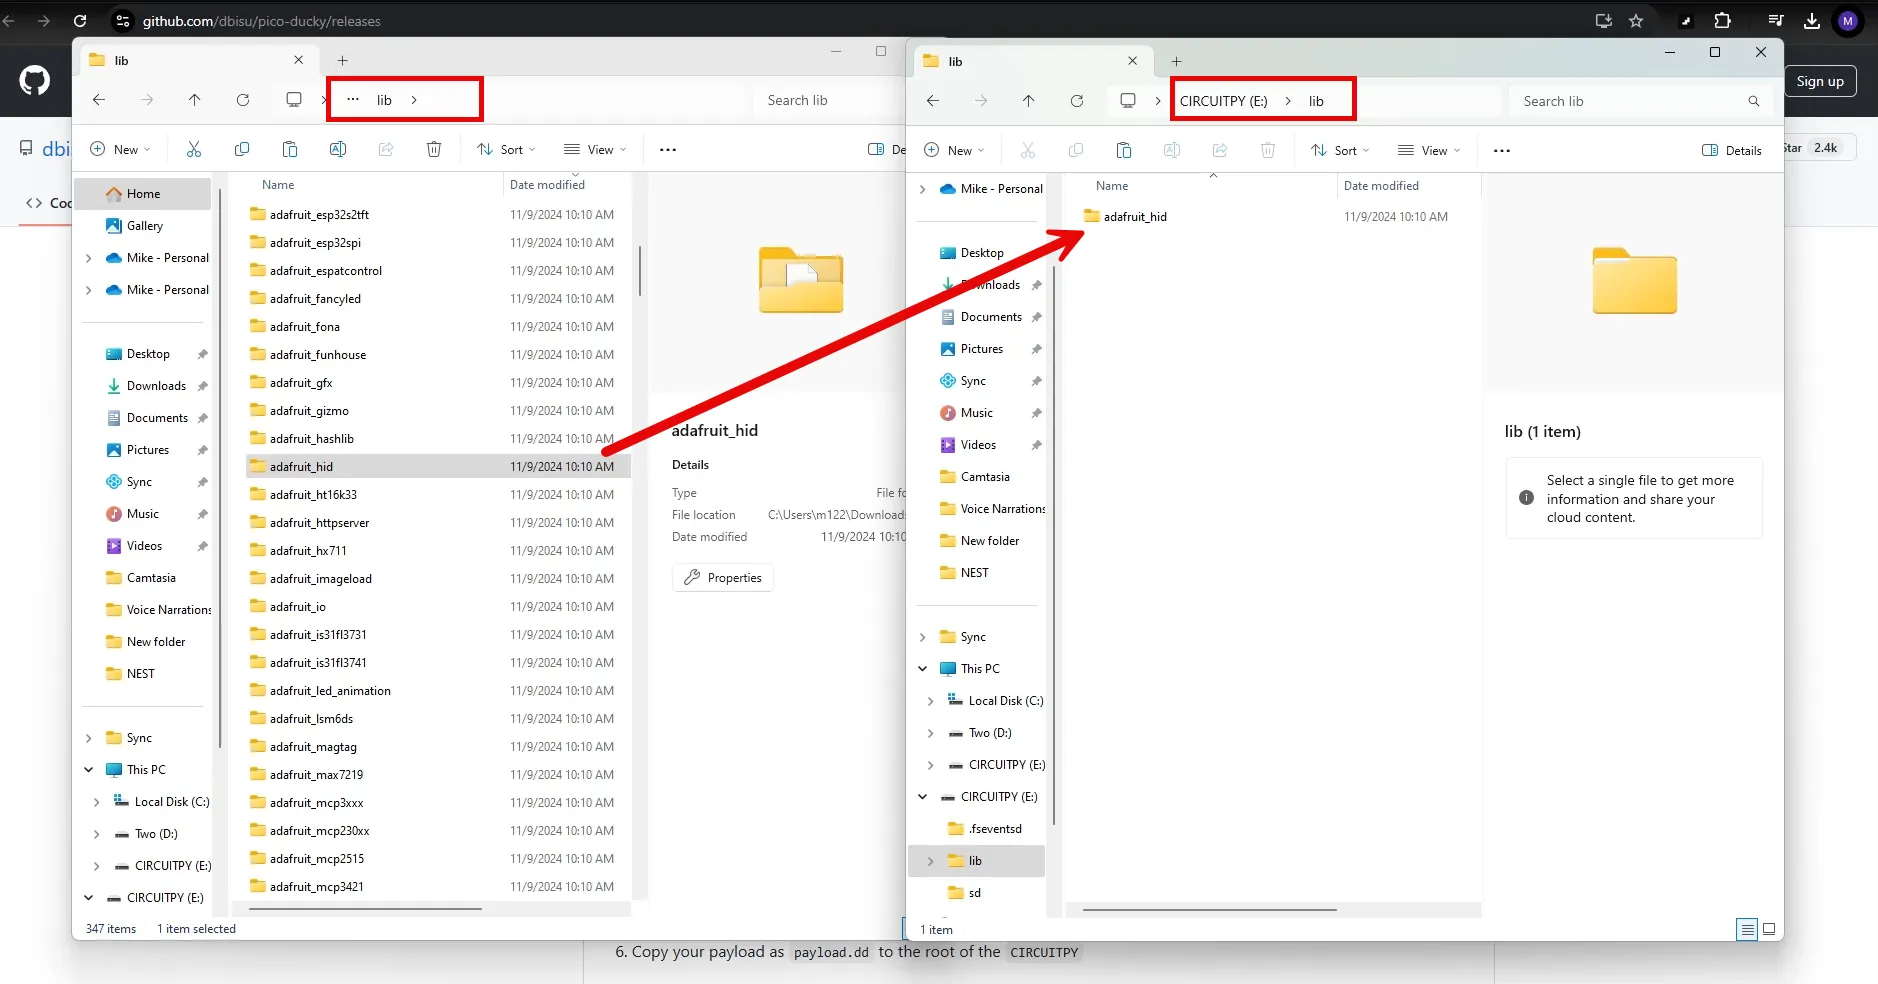 github.com/dbisu/pico-ducky/releases
M
Sign up
dbi
Star 2.4k
<> Co
lib
lib
Search lib
New
Sort
View
De
Home
Gallery
Mike - Personal
Mike - Personal
Desktop
Downloads
Documents
Pictures
Sync
Music
Videos
Camtasia
Voice Narrations
New folder
NEST
Sync
This PC
Local Disk (C:)
Two (D:)
CIRCUITPY (E:)
CIRCUITPY (E:)
Name Date modified
adafruit_esp32s2tft 11/9/2024 10:10 AM
adafruit_esp32spi 11/9/2024 10:10 AM
adafruit_espatcontrol 11/9/2024 10:10 AM
adafruit_fancyled 11/9/2024 10:10 AM
adafruit_fona 11/9/2024 10:10 AM
adafruit_funhouse 11/9/2024 10:10 AM
adafruit_gfx 11/9/2024 10:10 AM
adafruit_gizmo 11/9/2024 10:10 AM
adafruit_hashlib 11/9/2024 10:10 AM
adafruit_hid 11/9/2024 10:10 AM
adafruit_ht16k33 11/9/2024 10:10 AM
adafruit_httpserver 11/9/2024 10:10 AM
adafruit_hx711 11/9/2024 10:10 AM
adafruit_imageload 11/9/2024 10:10 AM
adafruit_io 11/9/2024 10:10 AM
adafruit_is31fl3731 11/9/2024 10:10 AM
adafruit_is31fl3741 11/9/2024 10:10 AM
adafruit_led_animation 11/9/2024 10:10 AM
adafruit_lsm6ds 11/9/2024 10:10 AM
adafruit_magtag 11/9/2024 10:10 AM
adafruit_max7219 11/9/2024 10:10 AM
adafruit_mcp3xxx 11/9/2024 10:10 AM
adafruit_mcp230xx 11/9/2024 10:10 AM
adafruit_mcp2515 11/9/2024 10:10 AM
adafruit_mcp3421 11/9/2024 10:10 AM
adafruit_hid
Details
Type File fo
File location C:\Users\m122\Downloads
Date modified 11/9/2024 10:10
Properties
347 items 1 item selected
lib
CIRCUITPY (E:) > lib
Search lib
New
Sort
View
Details
Mike - Personal
Desktop
Downloads
Documents
Pictures
Sync
Music
Videos
Camtasia
Voice Narrations
New folder
NEST
Sync
This PC
Local Disk (C:)
Two (D:)
CIRCUITPY (E:)
CIRCUITPY (E:)
.fseventsd
lib
sd
Name Date modified
adafruit_hid 11/9/2024 10:10 AM
lib (1 item)
Select a single file to get more
information and share your
cloud content.
1 item
6. Copy your payload as payload.dd to the root of the CIRCUITPY